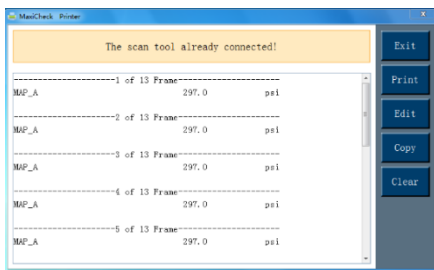 MaxiCheck Printer
The scan tool already connected!
Exit
Print
Edit
Copy
Clear
--------------------1 of 13 Frame--------------------
MAP_A 297.0 psi
--------------------2 of 13 Frame--------------------
MAP_A 297.0 psi
--------------------3 of 13 Frame--------------------
MAP_A 297.0 psi
--------------------4 of 13 Frame--------------------
MAP_A 297.0 psi
--------------------5 of 13 Frame--------------------
MAP_A 297.0 psi